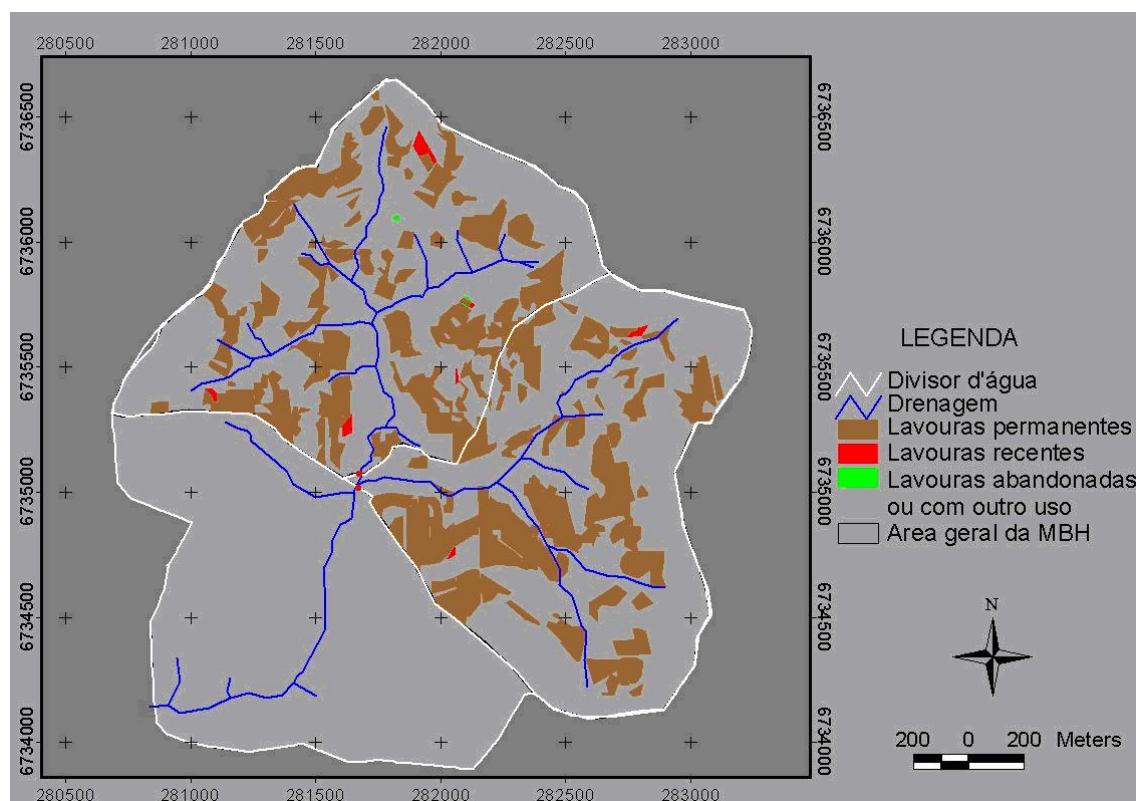 280500 281000 281500 282000 282500 283000
6736500 6736500
6736000 6736000
6735500 6735500
6735000 6735000
6734500 6734500
6734000 6734000
280500 281000 281500 282000 282500 283000
LEGENDA
Divisor d'água
Drenagem
Lavouras permanentes
Lavouras recentes
Lavouras abandonadas
ou com outro uso
Area geral da MBH
N
200 0 200 Meters